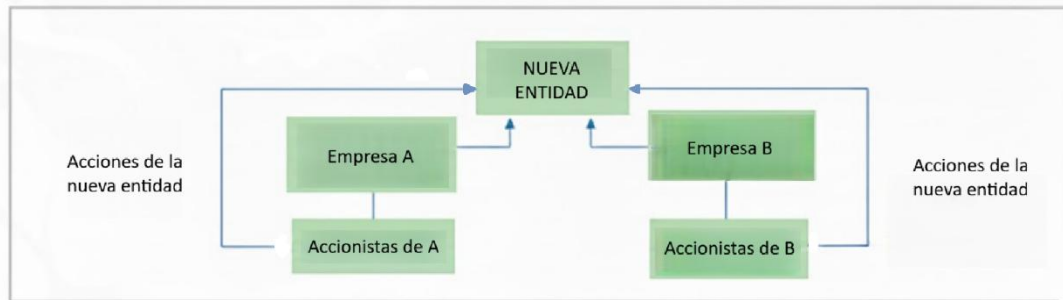 NUEVA
ENTIDAD
Empresa A
Empresa B
Acciones de la
nueva entidad
Acciones de la
nueva entidad
Accionistas de A
Accionistas de B